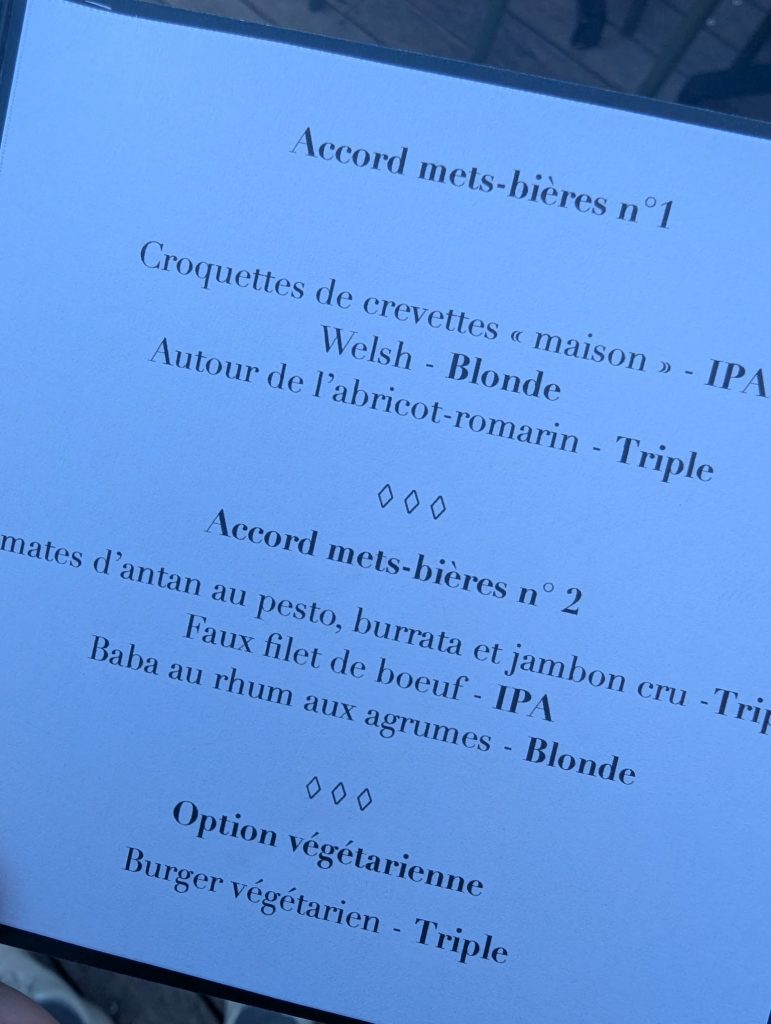 Accord mets-bières n°1
Croquettes de crevettes « maison » - IPA
Welsh - Blonde
Autour de l'abricot-romarin - Triple
◊ ◊ ◊
Accord mets-bières n° 2
mates d'antan au pesto, burrata et jambon cru -Trip
Faux filet de boeuf - IPA
Baba au rhum aux agrumes - Blonde
◊ ◊ ◊
Option végétarienne
Burger végétarien - Triple